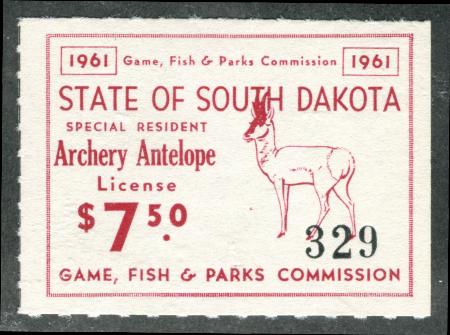 1961 Game, Fish & Parks Commission 1961
STATE OF SOUTH DAKOTA
SPECIAL RESIDENT
Archery Antelope
License
$7.50
329
GAME, FISH & PARKS COMMISSION